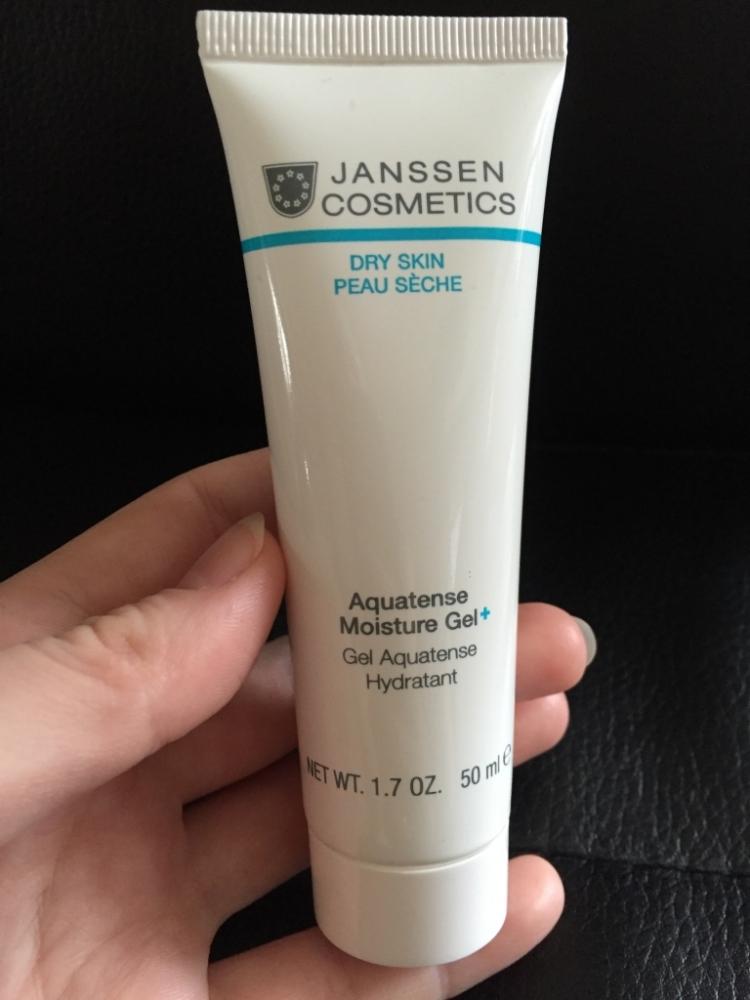 JANSSEN
COSMETICS
DRY SKIN
PEAU SÈCHE
Aquatense
Moisture Gel+
Gel Aquatense
Hydratant
NET WT. 1.7 OZ. 50 ml ℮